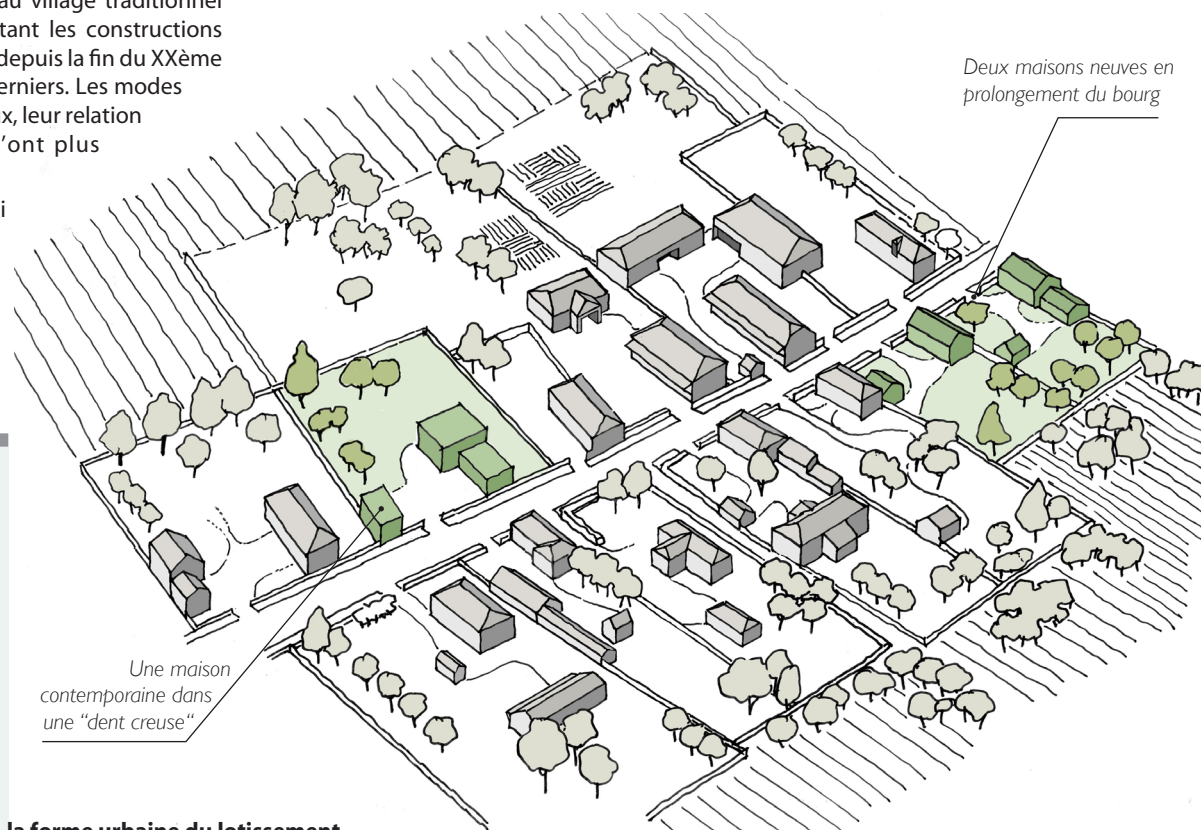 au village traditionnel
tant les constructions
depuis la fin du XXème
erniers. Les modes
x, leur relation
'ont plus
i
Deux maisons neuves en
prolongement du bourg
Une maison
contemporaine dans
une “dent creuse“
la forme urbaine du lotissement